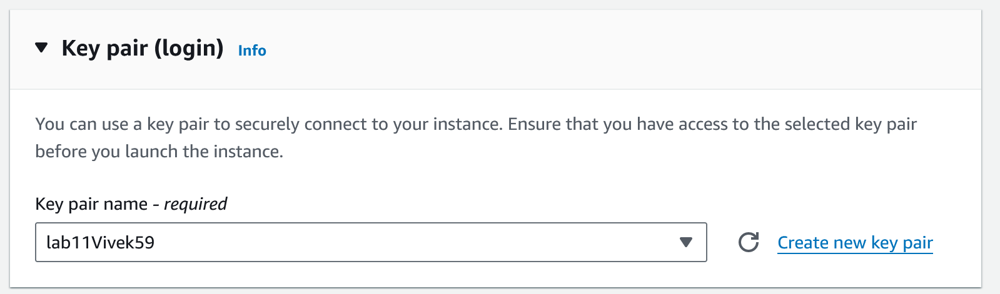 Key pair (login) Info
You can use a key pair to securely connect to your instance. Ensure that you have access to the selected key pair
before you launch the instance.
Key pair name - required
lab11Vivek59
Create new key pair